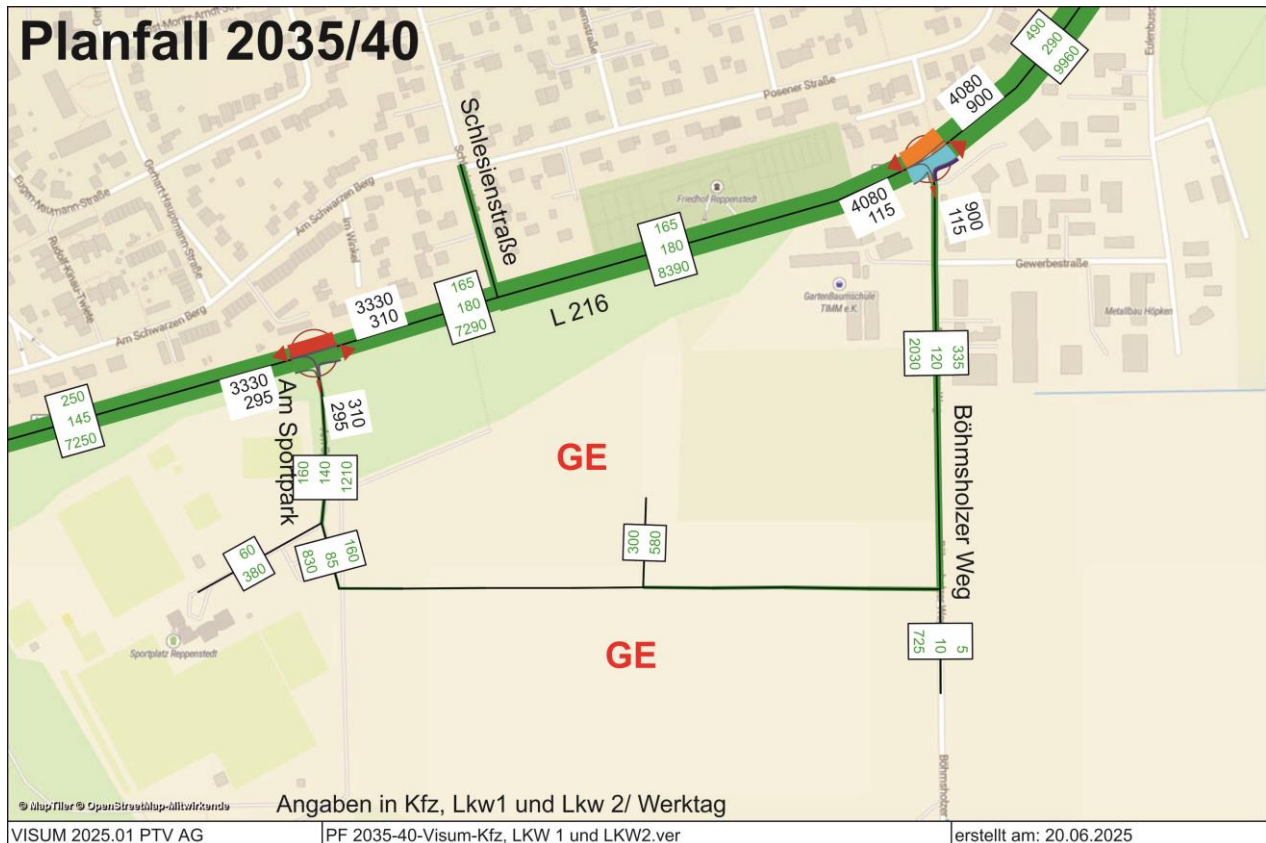 Planfall 2035/40
490
290
9960
4080
900
Posener Straße
Schlesienstraße
Gerhart-Hauptmann-Straße
Eugen-Naumann-Straße
Am Schwarzen Berg
Im Winkel
Rudolf-Kinau-Twiete
Friedhof Reppenstedt
4080
115
900
115
165
180
8390
Gewerbestraße
GartenBaumschule
TIMM e.K.
Metallbau Höpken
165
180
7290
L 216
3330
310
Am Schwarzen Berg
3330
295
335
120
2030
250
145
7250
Am Sportpark
310
295
Böhmsholzer Weg
GE
160
140
1210
300
580
60
380
160
85
830
GE
5
10
725
Sportplatz Reppenstedt
Böhmsholzer
© MapTiler © OpenStreetMap-Mitwirkende
Angaben in Kfz, Lkw1 und Lkw 2/ Werktag
VISUM 2025.01 PTV AG
PF 2035-40-Visum-Kfz, LKW 1 und LKW2.ver
erstellt am: 20.06.2025